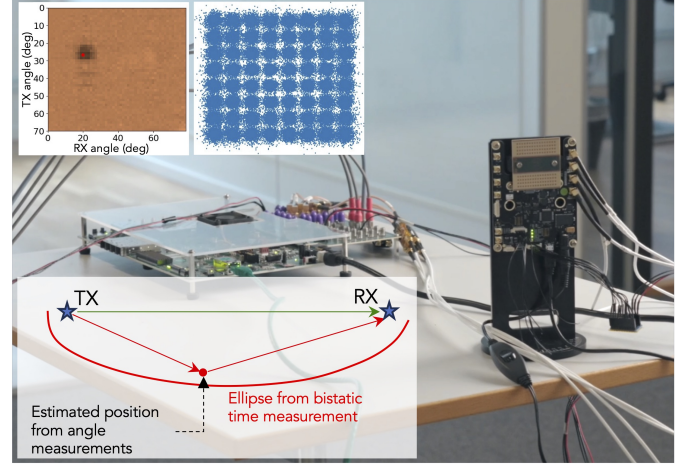 0
10
20
30
40
50
60
70
TX angle (deg)
0 20 40 60
RX angle (deg)
TX
RX
Ellipse from bistatic
time measurement
Estimated position
from angle
measurements